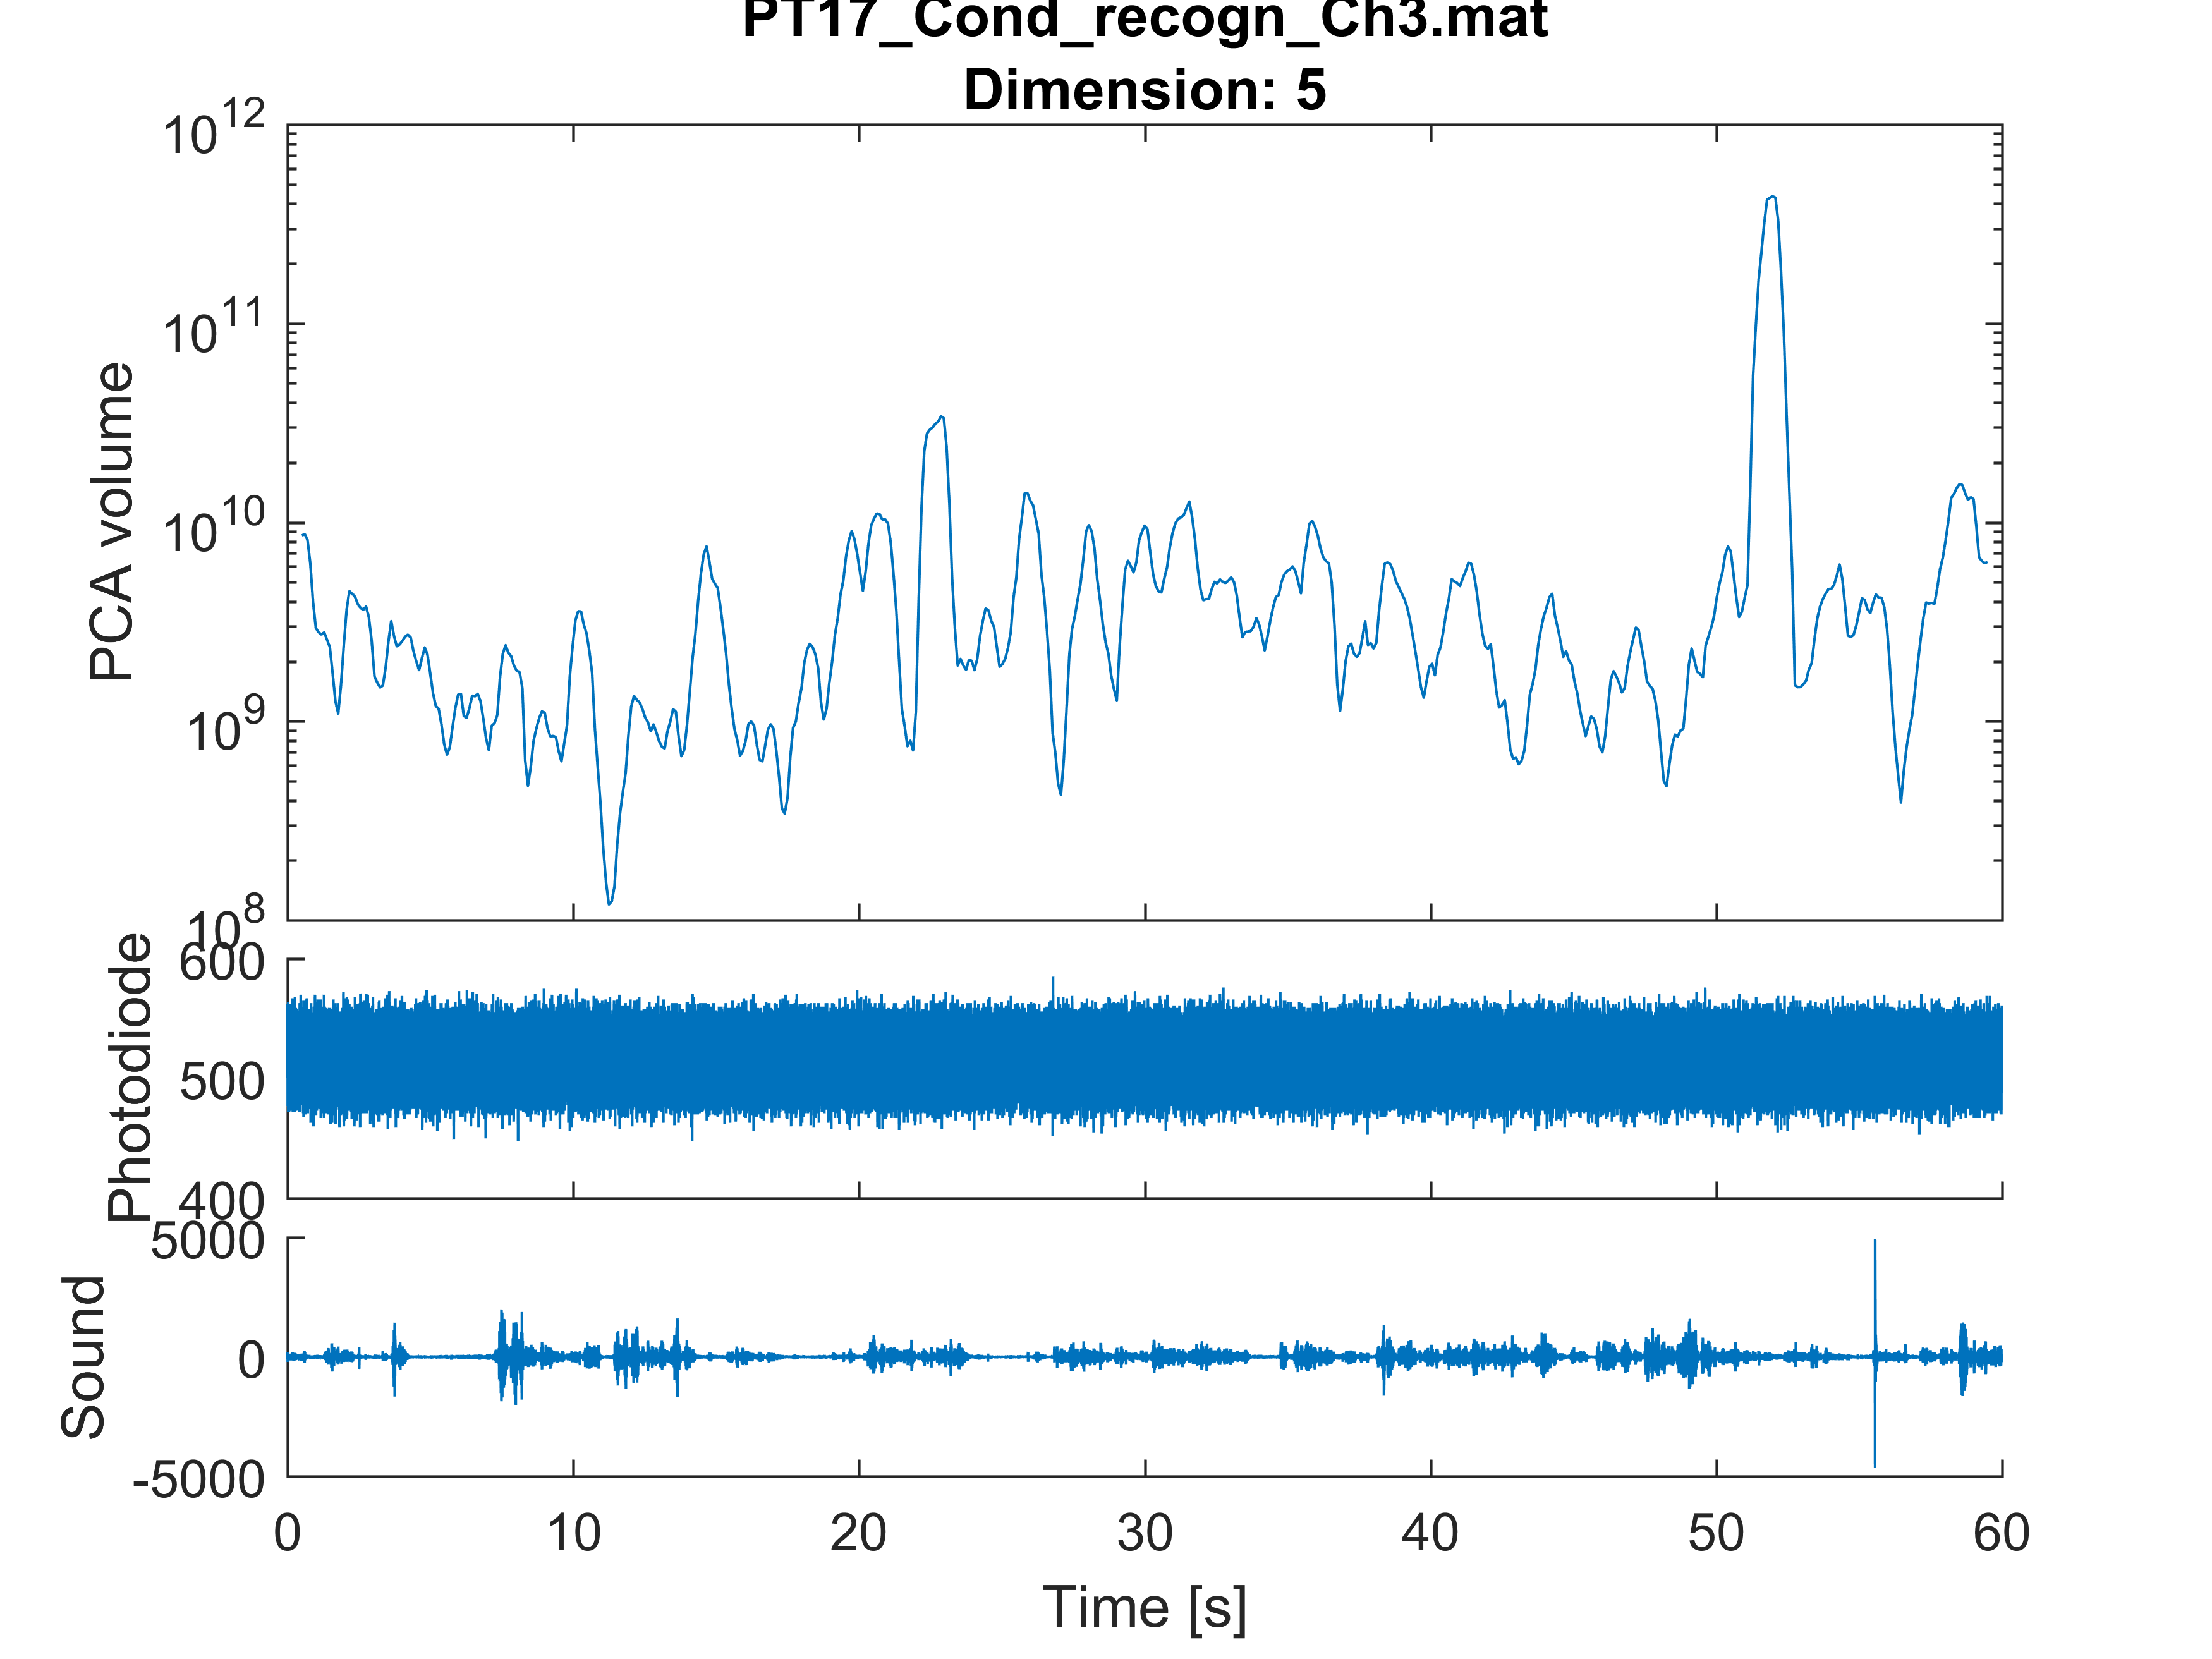 PT17_Cond_recogn_Ch3.mat
Dimension: 5
10^12
10^11
10^10
10^9
10^8
PCA volume
600
500
400
Photodiode
5000
0
-5000
Sound
0 10 20 30 40 50 60
Time [s]